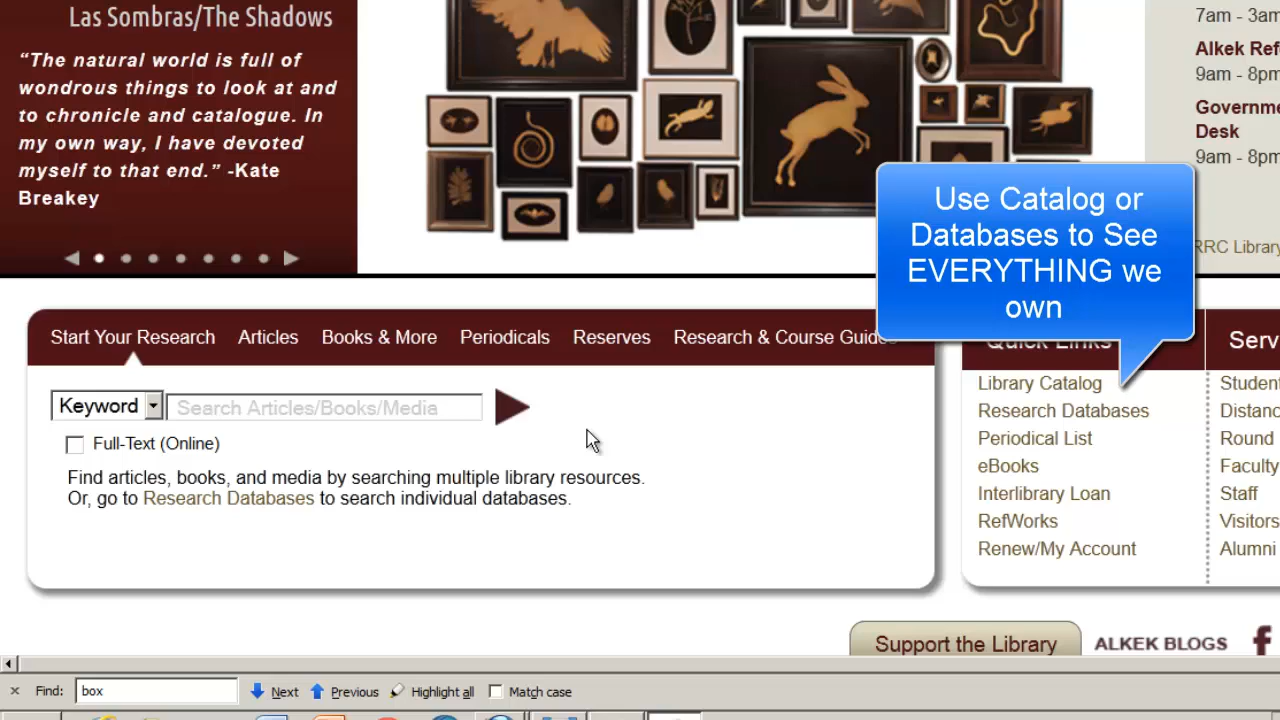 Las Sombras/The Shadows
“The natural world is full of
wondrous things to look at and
to chronicle and catalogue. In
my own way, I have devoted
myself to that end.” -Kate
Breakey
7am - 3am
Alkek Ref
9am - 8pm
Governme
Desk
9am - 8pm
RRC Library
Use Catalog or
Databases to See
EVERYTHING we
own
Start Your Research Articles Books & More Periodicals Reserves Research & Course Guides
Keyword Search Articles/Books/Media
Full-Text (Online)
Find articles, books, and media by searching multiple library resources.
Or, go to Research Databases to search individual databases.
Quick Links
Library Catalog
Research Databases
Periodical List
eBooks
Interlibrary Loan
RefWorks
Renew/My Account
Serv
Student
Distanc
Round
Faculty
Staff
Visitors
Alumni
Support the Library ALKEK BLOGS f
× Find: box Next Previous Highlight all Match case